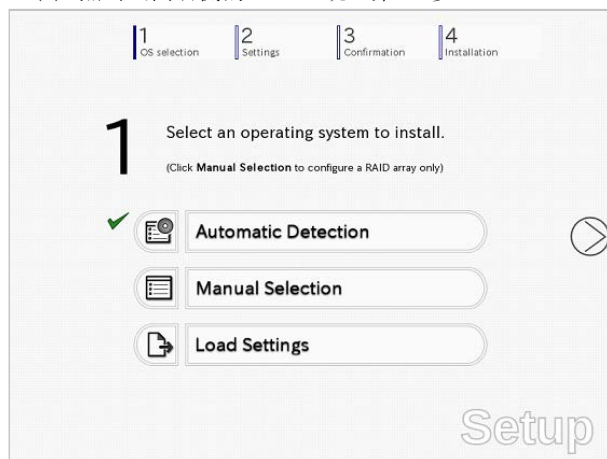 1
OS selection
2
Settings
3
Confirmation
4
Installation
1
Select an operating system to install.
(Click Manual Selection to configure a RAID array only)
Automatic Detection
Manual Selection
Load Settings
Setup